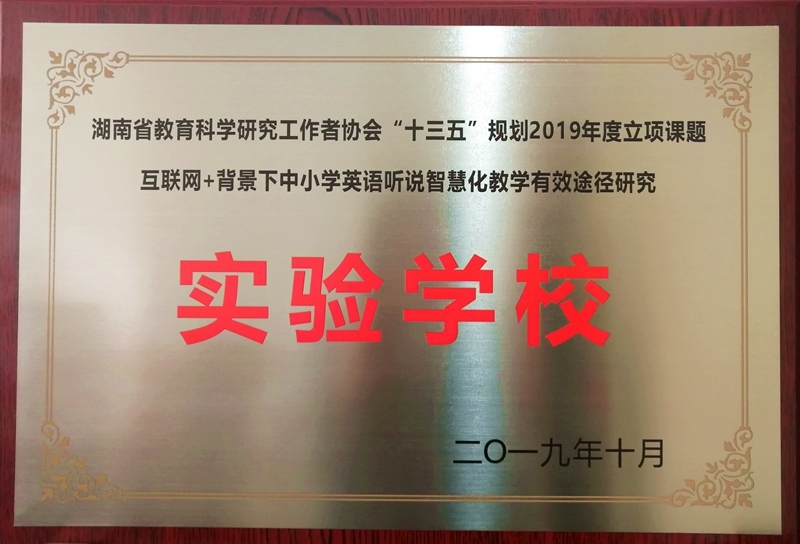 湖南省教育科学研究工作者协会“十三五”规划2019年度立项课题
互联网+背景下中小学英语听说智慧化教学有效途径研究
实验学校
二〇一九年十月